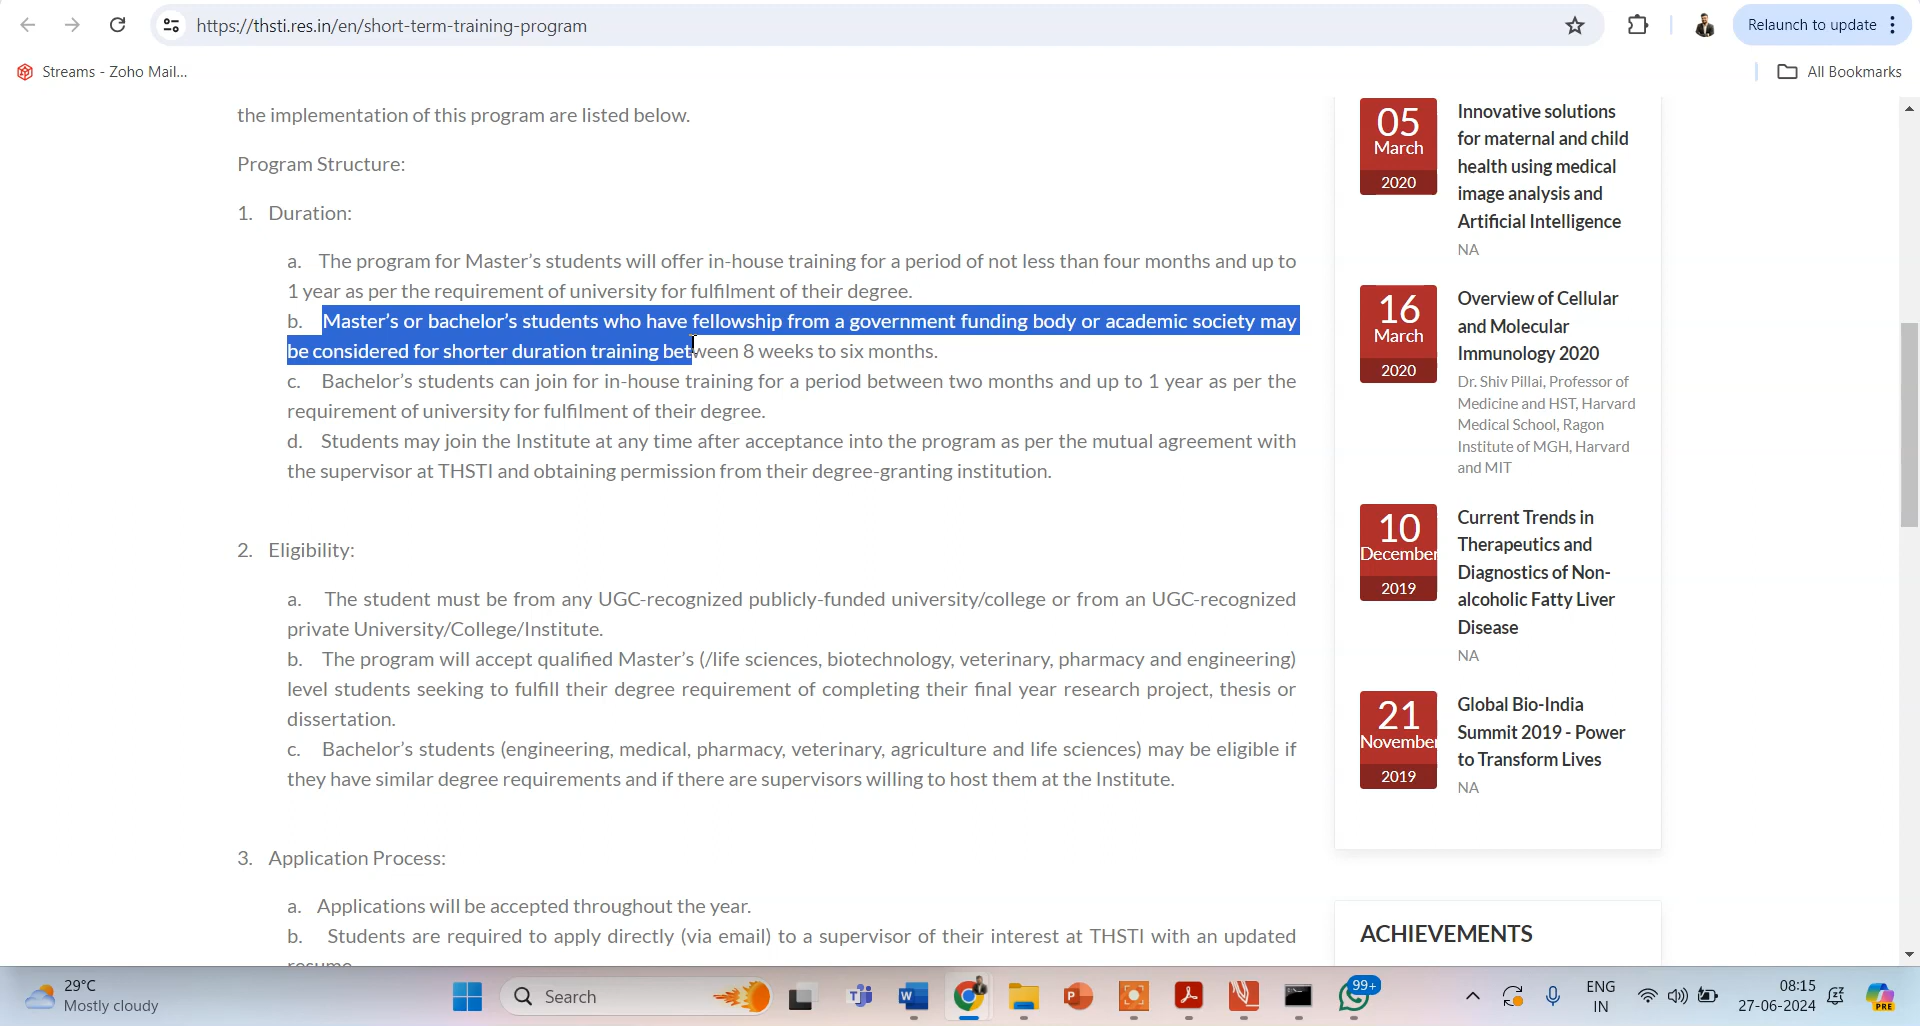 https://thsti.res.in/en/short-term-training-program
Relaunch to update
Streams - Zoho Mail...
All Bookmarks
the implementation of this program are listed below.
Program Structure:
1. Duration:
a. The program for Master's students will offer in-house training for a period of not less than four months and up to
1 year as per the requirement of university for fulfilment of their degree.
b. Master's or bachelor's students who have fellowship from a government funding body or academic society may
be considered for shorter duration training between 8 weeks to six months.
c. Bachelor's students can join for in-house training for a period between two months and up to 1 year as per the
requirement of university for fulfilment of their degree.
d. Students may join the Institute at any time after acceptance into the program as per the mutual agreement with
the supervisor at THSTI and obtaining permission from their degree-granting institution.
2. Eligibility:
a. The student must be from any UGC-recognized publicly-funded university/college or from an UGC-recognized
private University/College/Institute.
b. The program will accept qualified Master's (/life sciences, biotechnology, veterinary, pharmacy and engineering)
level students seeking to fulfill their degree requirement of completing their final year research project, thesis or
dissertation.
c. Bachelor's students (engineering, medical, pharmacy, veterinary, agriculture and life sciences) may be eligible if
they have similar degree requirements and if there are supervisors willing to host them at the Institute.
3. Application Process:
a. Applications will be accepted throughout the year.
b. Students are required to apply directly (via email) to a supervisor of their interest at THSTI with an updated
resume
05
March
2020
Innovative solutions
for maternal and child
health using medical
image analysis and
Artificial Intelligence
NA
16
March
2020
Overview of Cellular
and Molecular
Immunology 2020
Dr. Shiv Pillai, Professor of
Medicine and HST, Harvard
Medical School, Ragon
Institute of MGH, Harvard
and MIT
10
December
2019
Current Trends in
Therapeutics and
Diagnostics of Non-
alcoholic Fatty Liver
Disease
NA
21
November
2019
Global Bio-India
Summit 2019 - Power
to Transform Lives
NA
ACHIEVEMENTS
29°C
Mostly cloudy
Search
99+
ENG
IN
08:15
27-06-2024
PRE